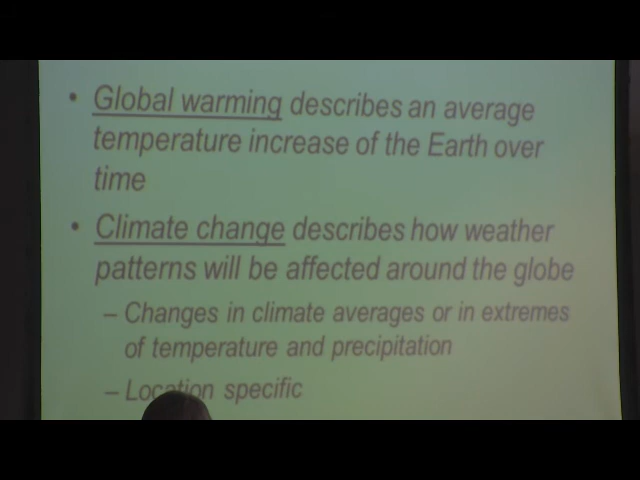 • Global warming describes an average
temperature increase of the Earth over
time
• Climate change describes how weather
patterns will be affected around the globe
– Changes in climate averages or in extremes
of temperature and precipitation
– Location specific